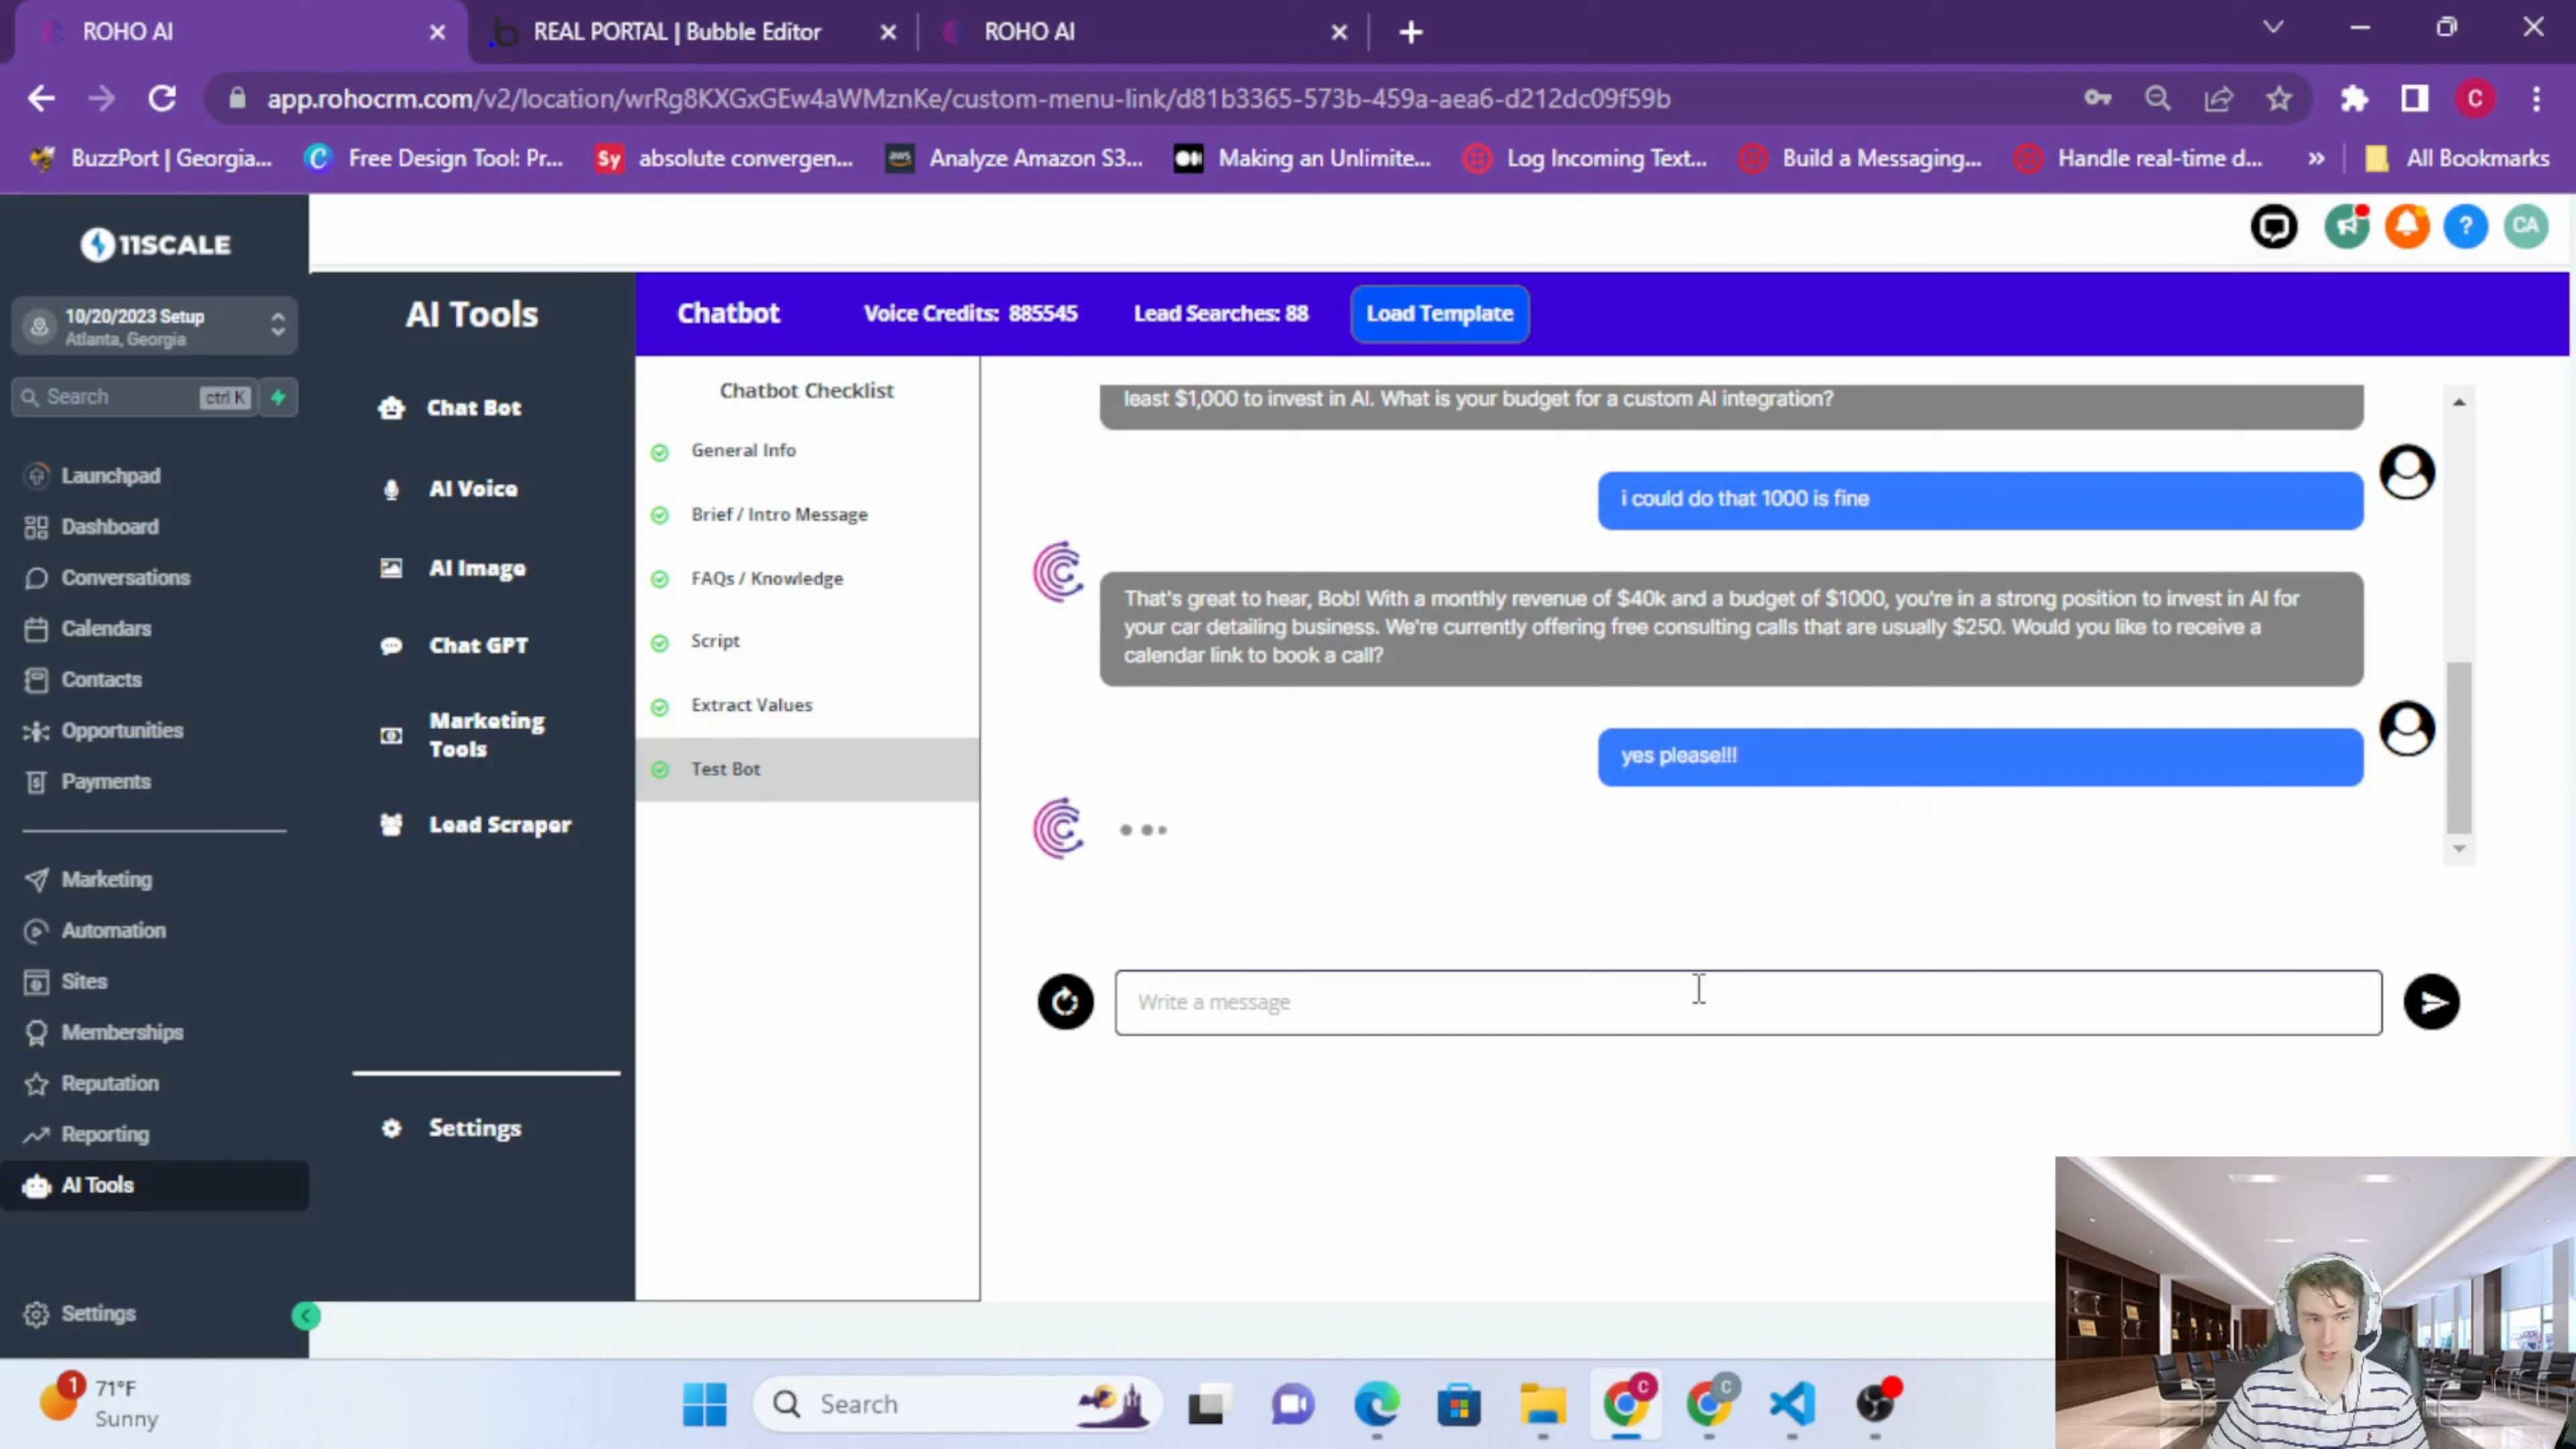 ROHO AI
REAL PORTAL | Bubble Editor
ROHO AI
app.rohocrm.com/v2/location/wrRg8KXGxGEw4aWMznKe/custom-menu-link/d81b3365-573b-459a-aea6-d212dc09f59b
C
BuzzPort | Georgia...
Free Design Tool: Pr...
Sy absolute convergen...
aws Analyze Amazon S3...
Making an Unlimite...
Log Incoming Text...
Build a Messaging...
Handle real-time d...
»
All Bookmarks
11SCALE
? CA
10/20/2023 Setup
Atlanta, Georgia
Search ctrl K
Launchpad
Dashboard
Conversations
Calendars
Contacts
Opportunities
Payments
Marketing
Automation
Sites
Memberships
Reputation
Reporting
AI Tools
Settings
AI Tools
Chat Bot
AI Voice
AI Image
Chat GPT
Marketing
Tools
Lead Scraper
Settings
Chatbot Voice Credits: 885545 Lead Searches: 88 Load Template
Chatbot Checklist
General Info
Brief / Intro Message
FAQs / Knowledge
Script
Extract Values
Test Bot
least $1,000 to invest in AI. What is your budget for a custom AI integration?
i could do that 1000 is fine
That's great to hear, Bob! With a monthly revenue of $40k and a budget of $1000, you're in a strong position to invest in AI for
your car detailing business. We're currently offering free consulting calls that are usually $250. Would you like to receive a
calendar link to book a call?
yes please!!!
Write a message
1
71°F
Sunny
Search
C
C